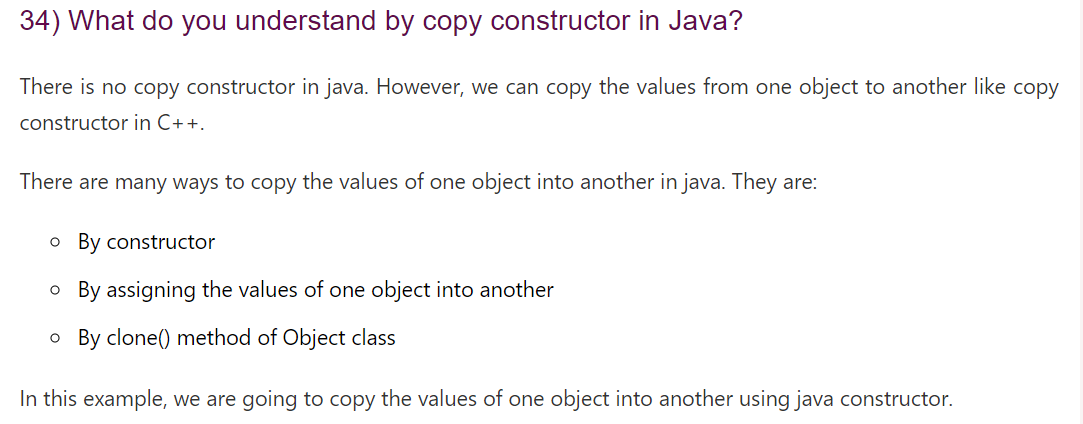 34) What do you understand by copy constructor in Java?
There is no copy constructor in java. However, we can copy the values from one object to another like copy
constructor in C++.
There are many ways to copy the values of one object into another in java. They are:
By constructor
By assigning the values of one object into another
By clone() method of Object class
In this example, we are going to copy the values of one object into another using java constructor.